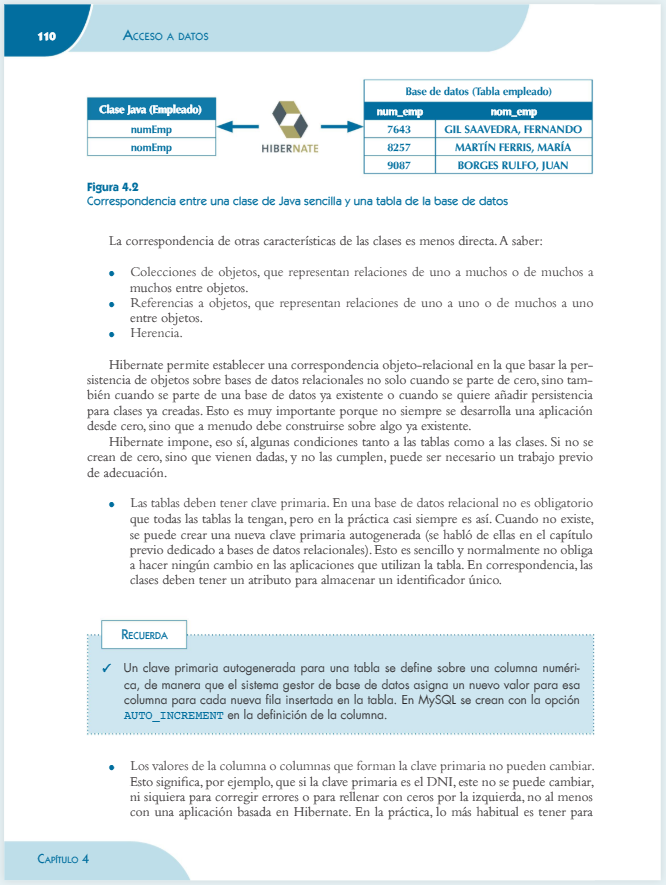 110
ACCESO A DATOS
Clase Java (Empleado)
numEmp
nomEmp
HIBERNATE
Base de datos (Tabla empleado)
num_emp nom_emp
7643 GIL SAAVEDRA, FERNANDO
8257 MARTÍN FERRIS, MARÍA
9087 BORGES RULFO, JUAN
Figura 4.2
Correspondencia entre una clase de Java sencilla y una tabla de la base de datos
La correspondencia de otras características de las clases es menos directa. A saber:
● Colecciones de objetos, que representan relaciones de uno a muchos o de muchos a
muchos entre objetos.
● Referencias a objetos, que representan relaciones de uno a uno o de muchos a uno
entre objetos.
● Herencia.
Hibernate permite establecer una correspondencia objeto-relacional en la que basar la per-
sistencia de objetos sobre bases de datos relacionales no solo cuando se parte de cero, sino tam-
bién cuando se parte de una base de datos ya existente o cuando se quiere añadir persistencia
para clases ya creadas. Esto es muy importante porque no siempre se desarrolla una aplicación
desde cero, sino que a menudo debe construirse sobre algo ya existente.
Hibernate impone, eso sí, algunas condiciones tanto a las tablas como a las clases. Si no se
crean de cero, sino que vienen dadas, y no las cumplen, puede ser necesario un trabajo previo
de adecuación.
● Las tablas deben tener clave primaria. En una base de datos relacional no es obligatorio
que todas las tablas la tengan, pero en la práctica casi siempre es así. Cuando no existe,
se puede crear una nueva clave primaria autogenerada (se habló de ellas en el capítulo
previo dedicado a bases de datos relacionales). Esto es sencillo y normalmente no obliga
a hacer ningún cambio en las aplicaciones que utilizan la tabla. En correspondencia, las
clases deben tener un atributo para almacenar un identificador único.
RECUERDA
✓ Un clave primaria autogenerada para una tabla se define sobre una columna numéri-
ca, de manera que el sistema gestor de base de datos asigna un nuevo valor para esa
columna para cada nueva fila insertada en la tabla. En MySQL se crean con la opción
AUTO_INCREMENT en la definición de la columna.
● Los valores de la columna o columnas que forman la clave primaria no pueden cambiar.
Esto significa, por ejemplo, que si la clave primaria es el DNI, este no se puede cambiar,
ni siquiera para corregir errores o para rellenar con ceros por la izquierda, no al menos
con una aplicación basada en Hibernate. En la práctica, lo más habitual es tener para
CAPÍTULO 4